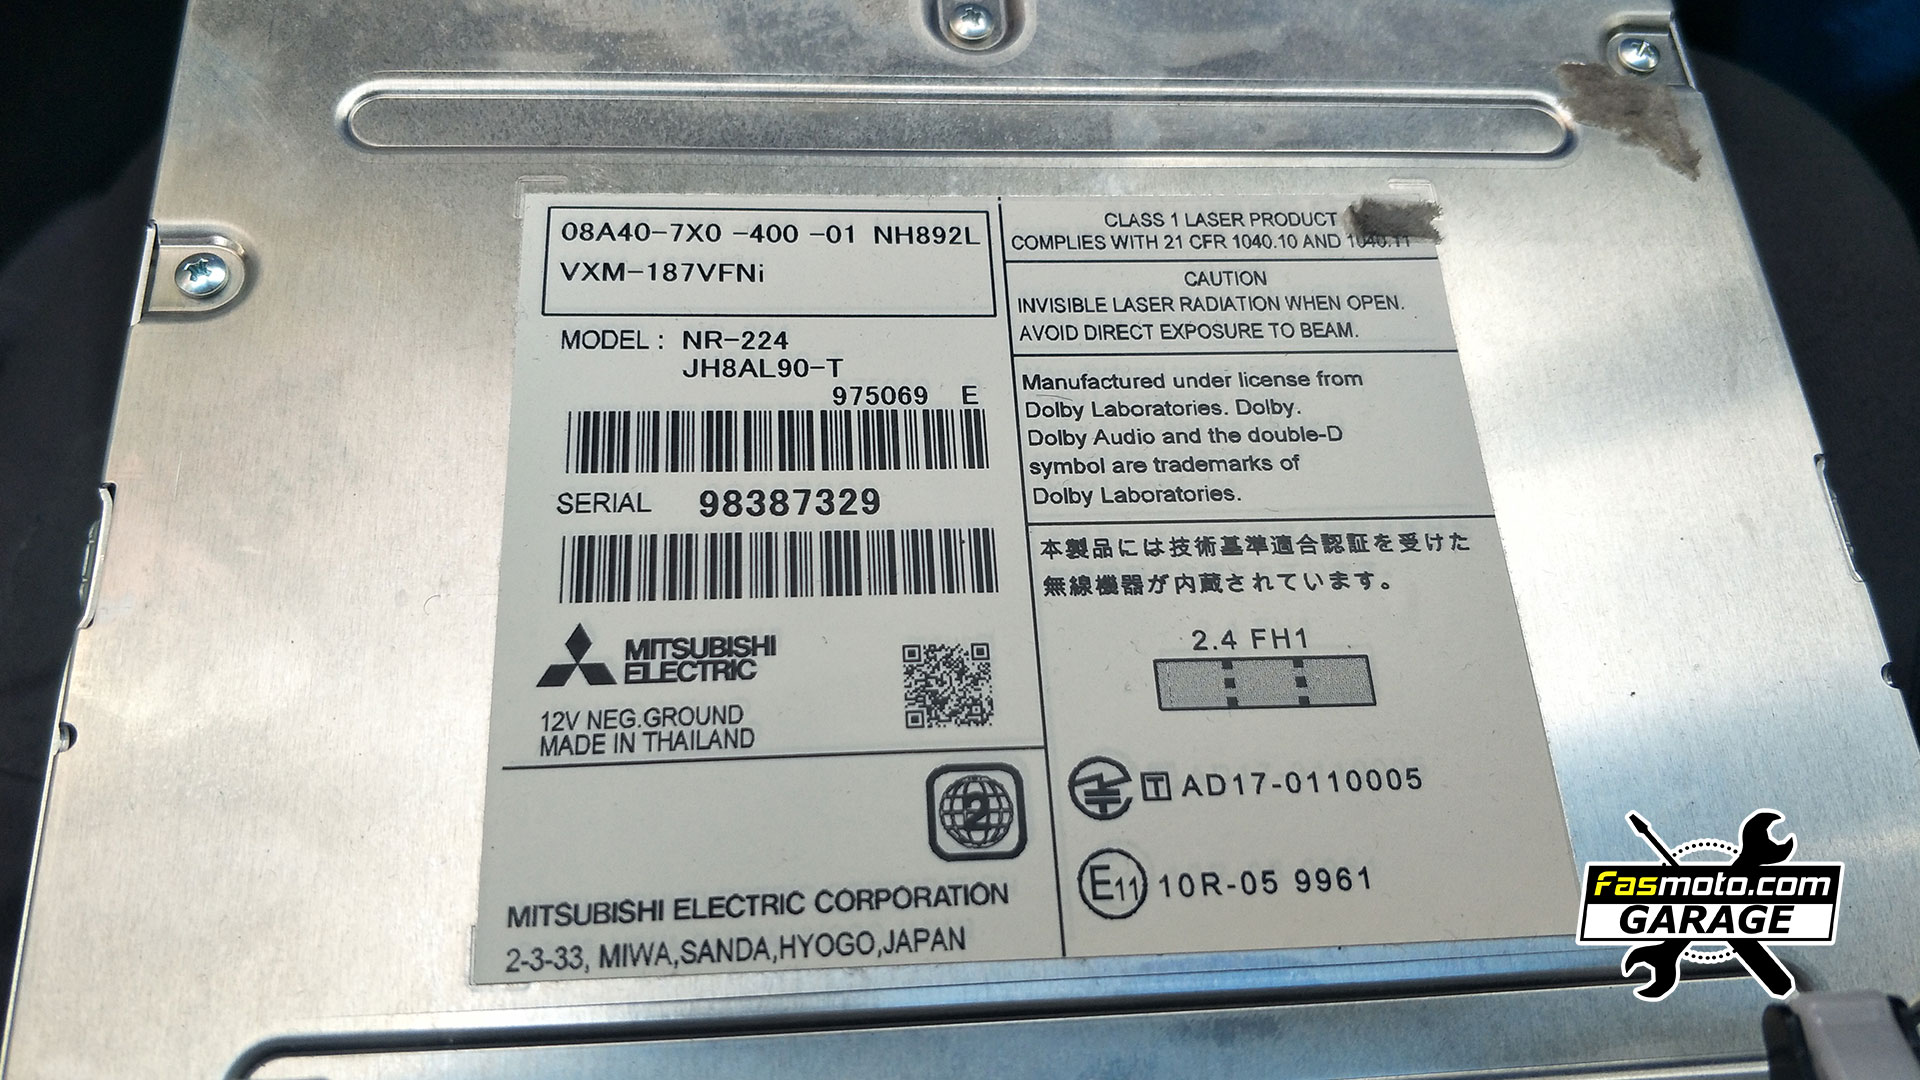 08A40-7X0 -400 -01 NH892L
VXM-187VFNi
MODEL : NR-224
JH8AL90-T
975069 E
SERIAL 98387329
MITSUBISHI
ELECTRIC
12V NEG.GROUND
MADE IN THAILAND
2
MITSUBISHI ELECTRIC CORPORATION
2-3-33, MIWA,SANDA,HYOGO,JAPAN
CLASS 1 LASER PRODUCT
COMPLIES WITH 21 CFR 1040.10 AND 1040.11
CAUTION
INVISIBLE LASER RADIATION WHEN OPEN.
AVOID DIRECT EXPOSURE TO BEAM.
Manufactured under license from
Dolby Laboratories. Dolby.
Dolby Audio and the double-D
symbol are trademarks of
Dolby Laboratories.
本製品には技術基準適合認証を受けた
無線機器が内蔵されています。
2.4 FH1
T AD17-0110005
E11 10R-05 9961
Fasmoto.com
GARAGE